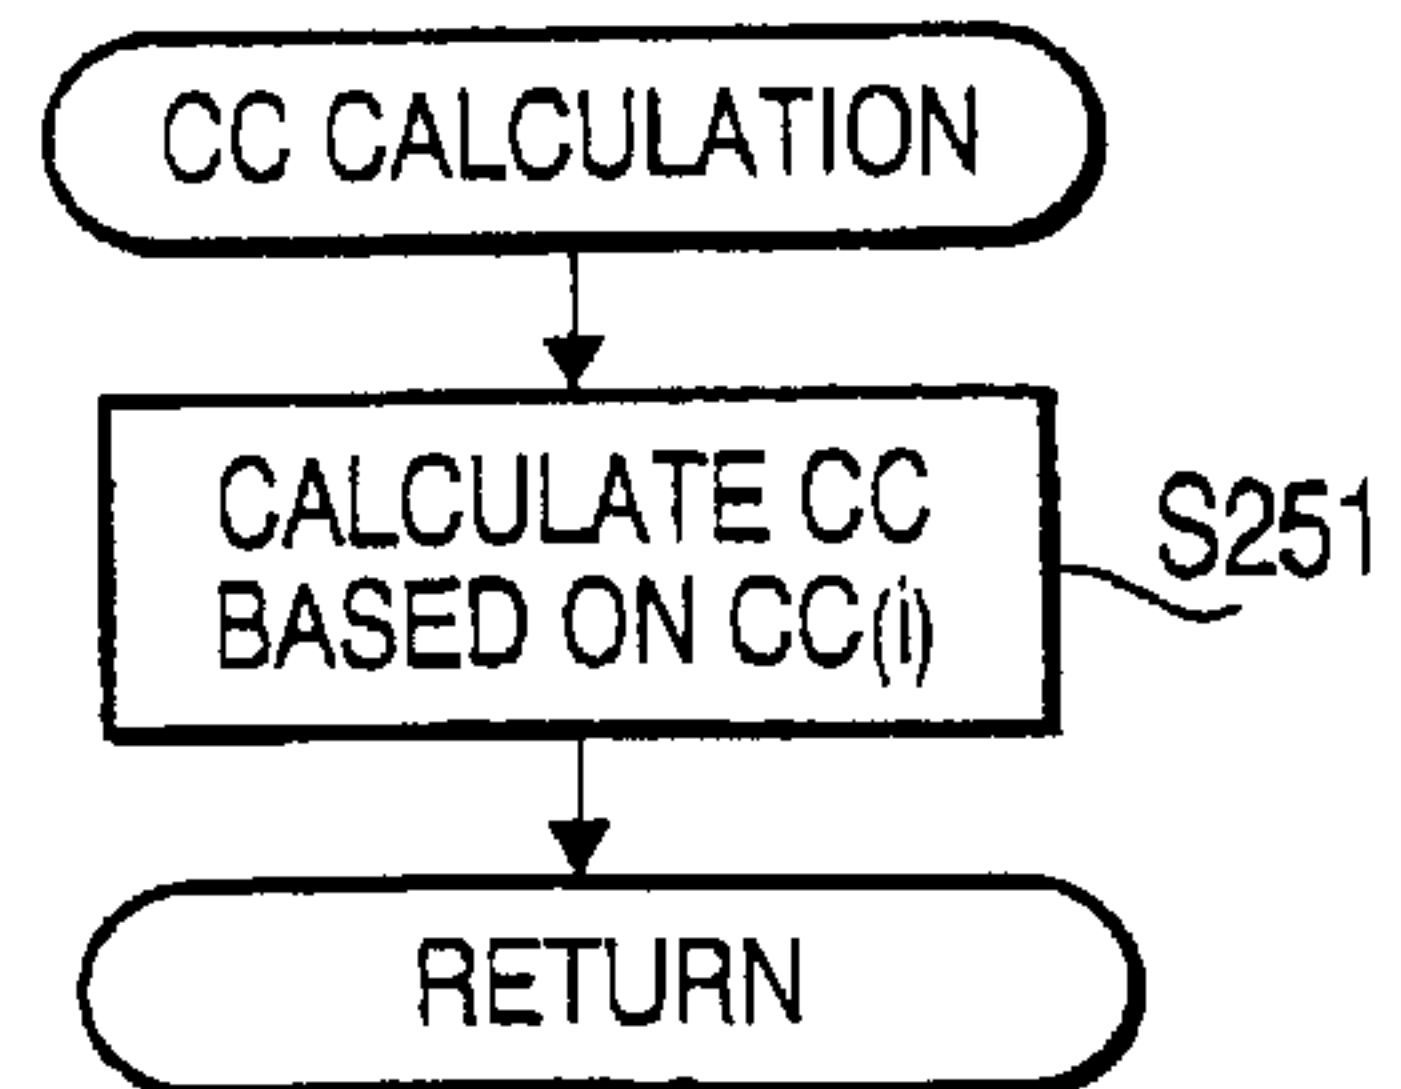 CC CALCULATION
CALCULATE CC
BASED ON CC(i)
S251
RETURN